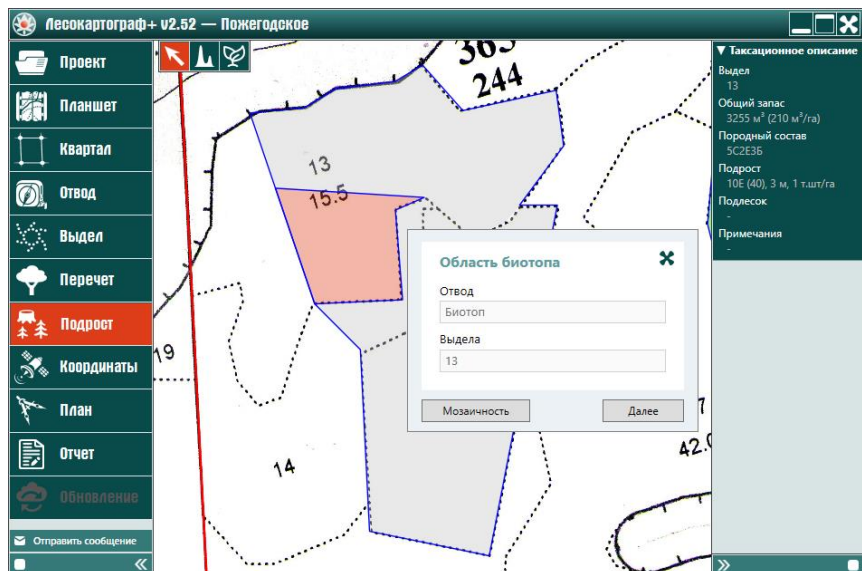 Лесокартограф+ v2.52 — Пожегодское
Проект
Планшет
Квартал
Отвод
Выдел
Перечет
Подрост
Координаты
План
Отчет
Обновление
Отправить сообщение
244
13
15.5
19
14
42.0
Область биотопа
Отвод
Биотоп
Выдела
13
Мозаичность
Далее
▼ Таксационное описание
Выдел
13
Общий запас
3255 м³ (210 м³/га)
Породный состав
5С2Е3Б
Подрост
10Е (40), 3 м, 1 т.шт/га
Подлесок
-
Примечания
-